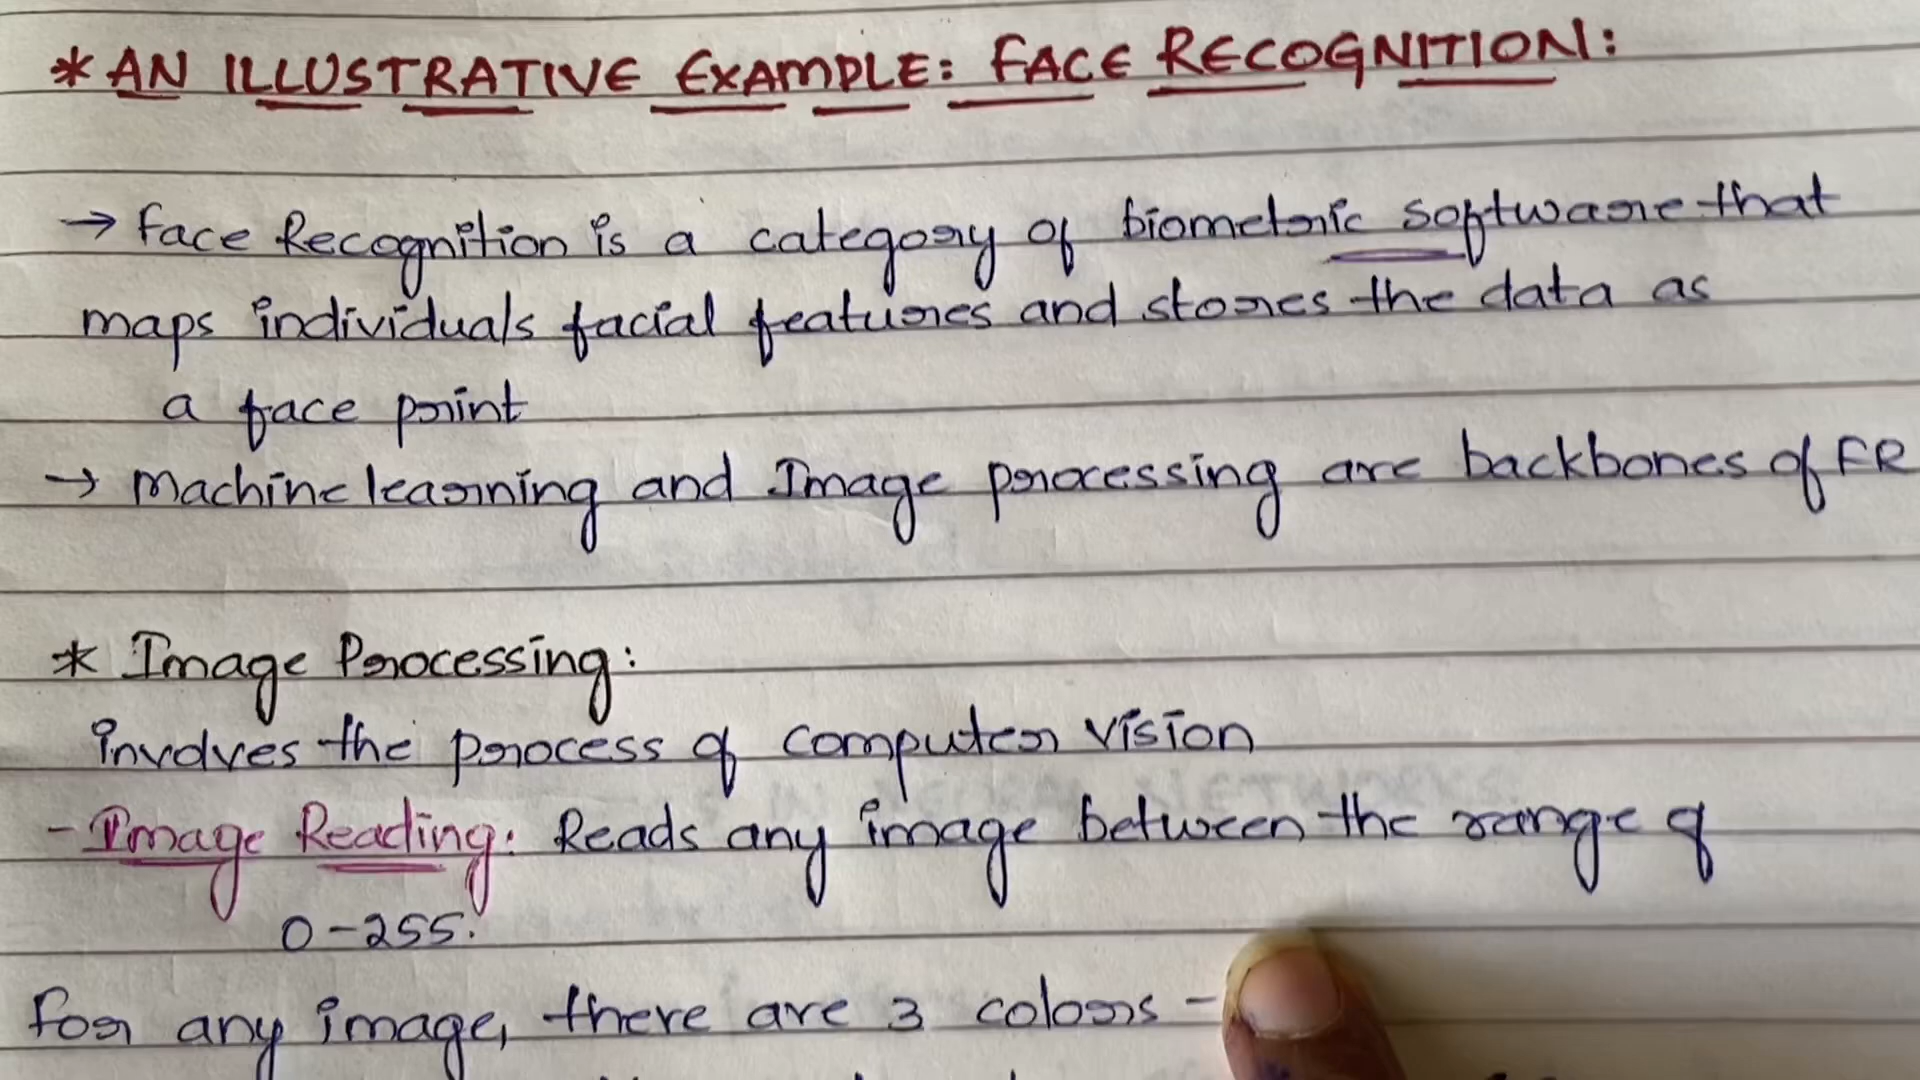 * AN ILLUSTRATIVE EXAMPLE: FACE RECOGNITION:
→ face Recognition is a category of biometric software that
maps individuals facial features and stores the data as
a face print
→ Machine learning and Image processing are backbones of FR
* Image Processing:
involves the process of computer vision
- Image Reading: Reads any image between the range of
0-255.
for any image, there are 3 colors -